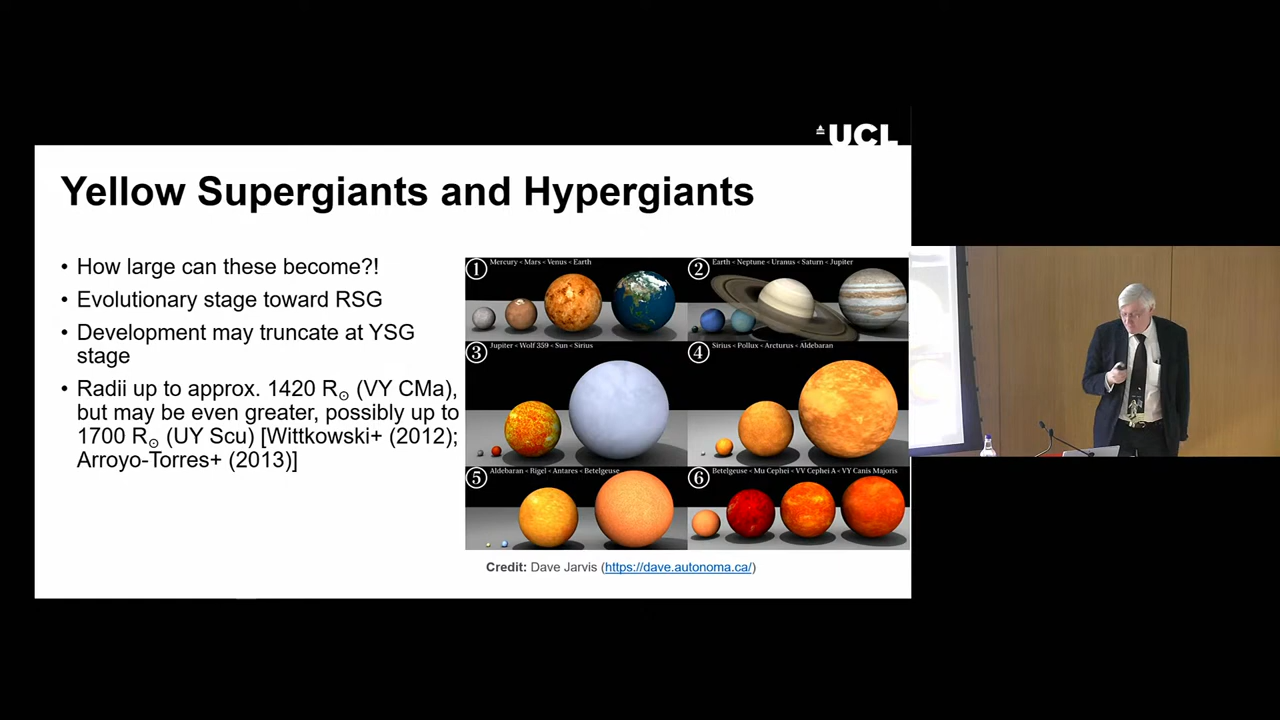 UCL
Yellow Supergiants and Hypergiants
• How large can these become?!
• Evolutionary stage toward RSG
• Development may truncate at YSG
stage
• Radii up to approx. 1420 R☉ (VY CMa),
but may be even greater, possibly up to
1700 R☉ (UY Scu) [Wittkowski+ (2012);
Arroyo-Torres+ (2013)]
1 Mercury < Mars < Venus < Earth
2 Earth < Neptune < Uranus < Saturn < Jupiter
3 Jupiter < Wolf 359 < Sun < Sirius
4 Sirius < Pollux < Arcturus < Aldebaran
5 Aldebaran < Rigel < Antares < Betelgeuse
6 Betelgeuse < Mu Cephei < VV Cephei A < VY Canis Majoris
Credit: Dave Jarvis (https://dave.autonoma.ca/)